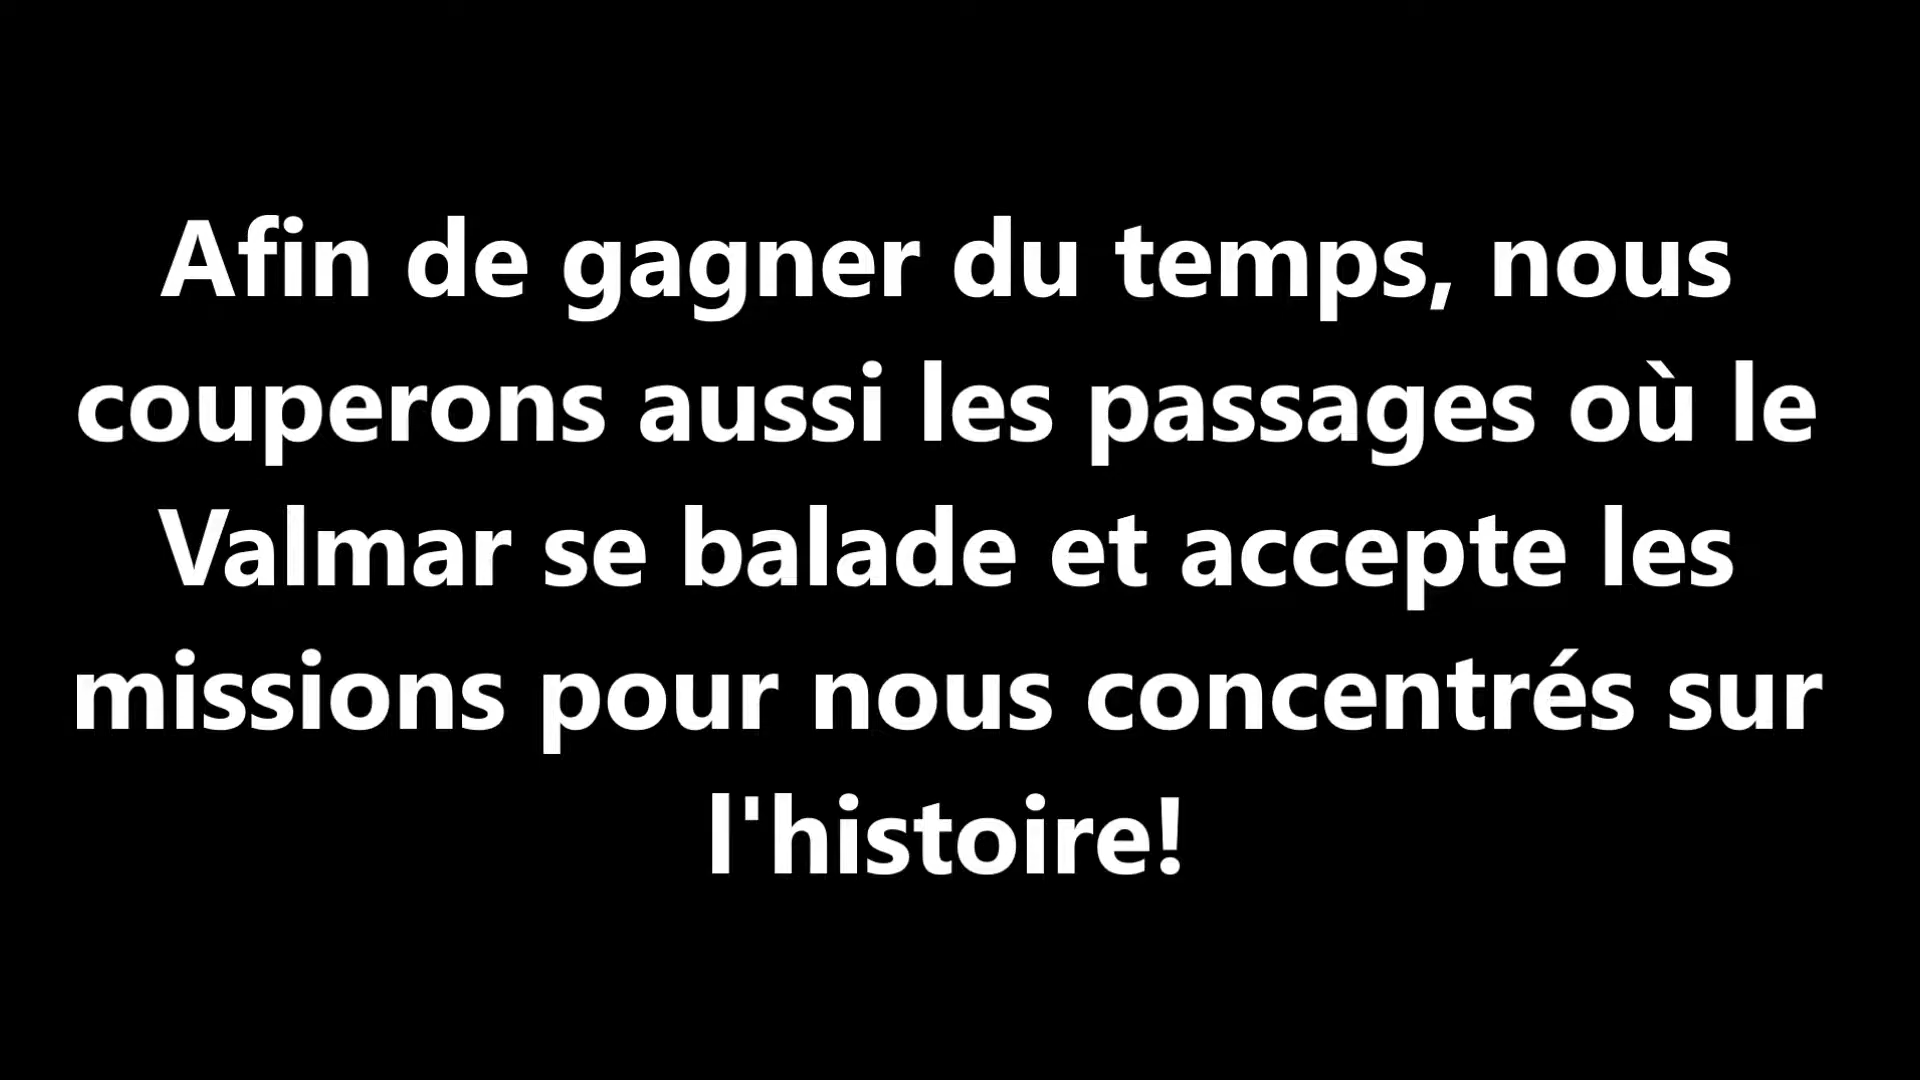 Afin de gagner du temps, nous
couperons aussi les passages où le
Valmar se balade et accepte les
missions pour nous concentrés sur
l'histoire!